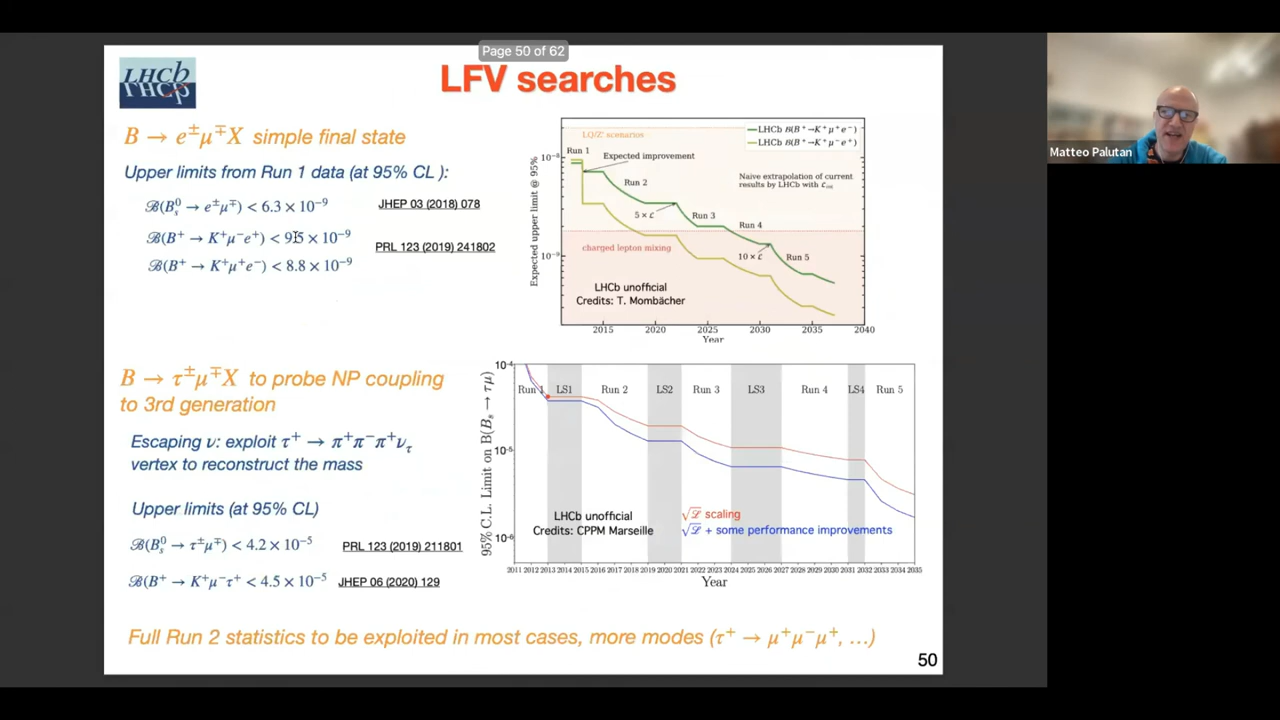 Page 50 of 62
LHCb
LHCp
LFV searches
B → e±μ∓X simple final state
Upper limits from Run 1 data (at 95% CL ):
ℬ(B⁰ₛ → e±μ∓) < 6.3 × 10⁻⁹
JHEP 03 (2018) 078
ℬ(B⁺ → K⁺μ⁻e⁺) < 9.5 × 10⁻⁹
PRL 123 (2019) 241802
ℬ(B⁺ → K⁺μ⁺e⁻) < 8.8 × 10⁻⁹
Expected upper limit @ 95%
10⁻⁸
10⁻⁹
LQ/Z′ scenarios
LHCb ℬ(B⁺→K⁺μ⁺e⁻)
LHCb ℬ(B⁺→K⁺μ⁻e⁺)
Run 1
Expected improvement
Run 2
Naive extrapolation of current
results by LHCb with ℒint
5 × ℒ
Run 3
Run 4
charged lepton mixing
10 × ℒ
Run 5
LHCb unofficial
Credits: T. Mombächer
2015 2020 2025 2030 2035 2040
Year
B → τ±μ∓X to probe NP coupling
to 3rd generation
Escaping ν: exploit τ⁺ → π⁺π⁻π⁺ντ
vertex to reconstruct the mass
Upper limits (at 95% CL)
ℬ(B⁰ₛ → τ±μ∓) < 4.2 × 10⁻⁵
PRL 123 (2019) 211801
ℬ(B⁺ → K⁺μ⁻τ⁺) < 4.5 × 10⁻⁵
JHEP 06 (2020) 129
95% C.L. Limit on B(Bₛ → τμ)
10⁻⁴
10⁻⁵
10⁻⁶
Run 1 LS1 Run 2 LS2 Run 3 LS3 Run 4 LS4 Run 5
LHCb unofficial
Credits: CPPM Marseille
√ℒ scaling
√ℒ + some performance improvements
2011 2012 2013 2014 2015 2016 2017 2018 2019 2020 2021 2022 2023 2024 2025 2026 2027 2028 2029 2030 2031 2032 2033 2034 2035
Year
Full Run 2 statistics to be exploited in most cases, more modes (τ⁺ → μ⁺μ⁻μ⁺, …)
50
Matteo Palutan